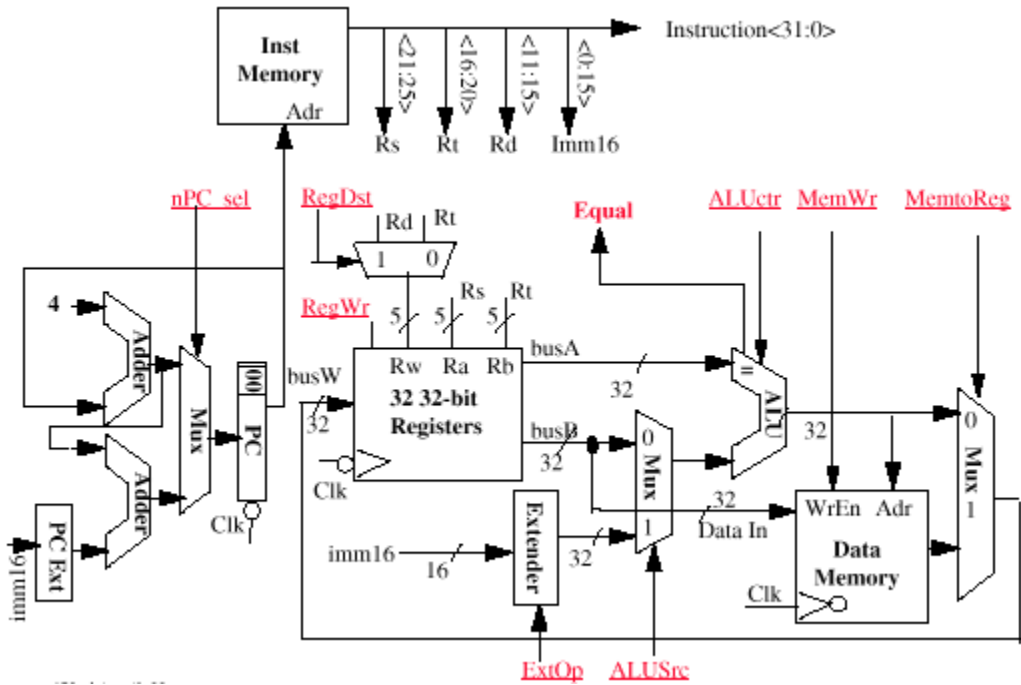 Inst
Memory
Adr
<21:25>
<16:20>
<11:15>
<0:15>
Instruction<31:0>
Rs
Rt
Rd
Imm16
nPC_sel
RegDst
Equal
ALUctr
MemWr
MemtoReg
Rd
Rt
1
0
4
Adder
RegWr
5
5
Rs
5
Rt
busW
32
Rw
Ra
Rb
32 32-bit
Registers
busA
32
busB
32
=
ALU
32
0
Mux
1
00
PC
Mux
Adder
Clk
Clk
PC Ext
imm16
imm16
16
Extender
32
32
Data In
WrEn
Adr
Data
Memory
Clk
0
Mux
1
ExtOp
ALUSrc